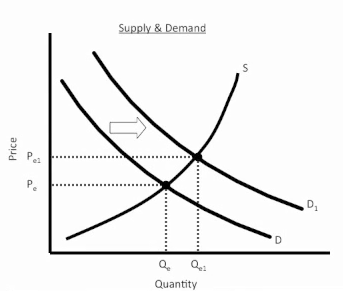 Supply & Demand
S
Price
Pe1
Pe
D1
D
Qe
Qe1
Quantity